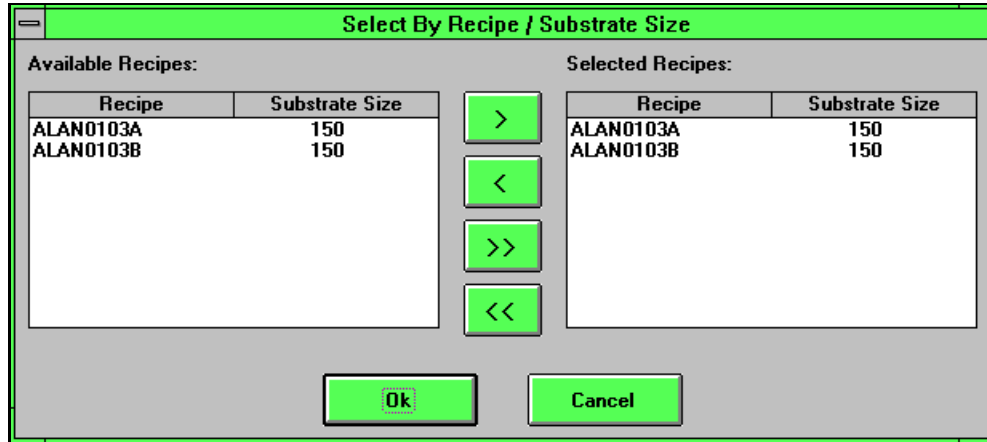 Select By Recipe / Substrate Size
Available Recipes:
Recipe Substrate Size
ALAN0103A 150
ALAN0103B 150
>
<
>>
<<
Selected Recipes:
Recipe Substrate Size
ALAN0103A 150
ALAN0103B 150
Ok Cancel